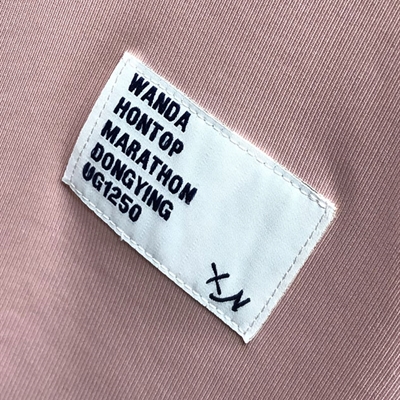 WANDA
HONTOP
MARATHON
DONGYING
UG1250
XN